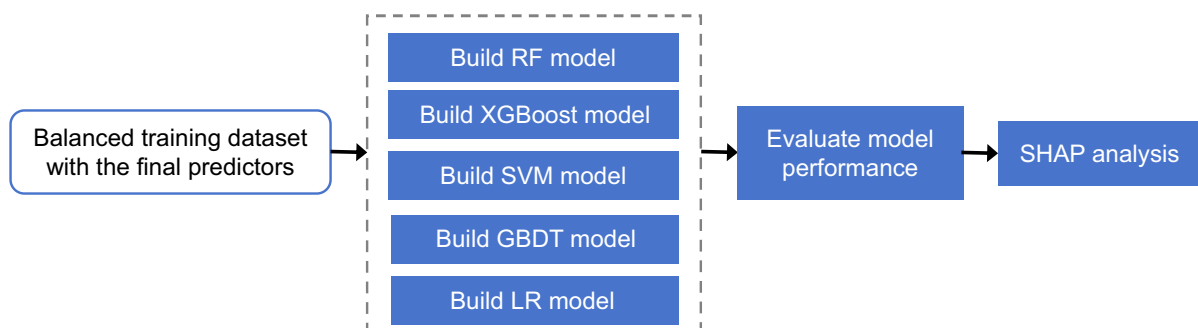 Balanced training dataset
with the final predictors
Build RF model
Build XGBoost model
Build SVM model
Build GBDT model
Build LR model
Evaluate model
performance
SHAP analysis